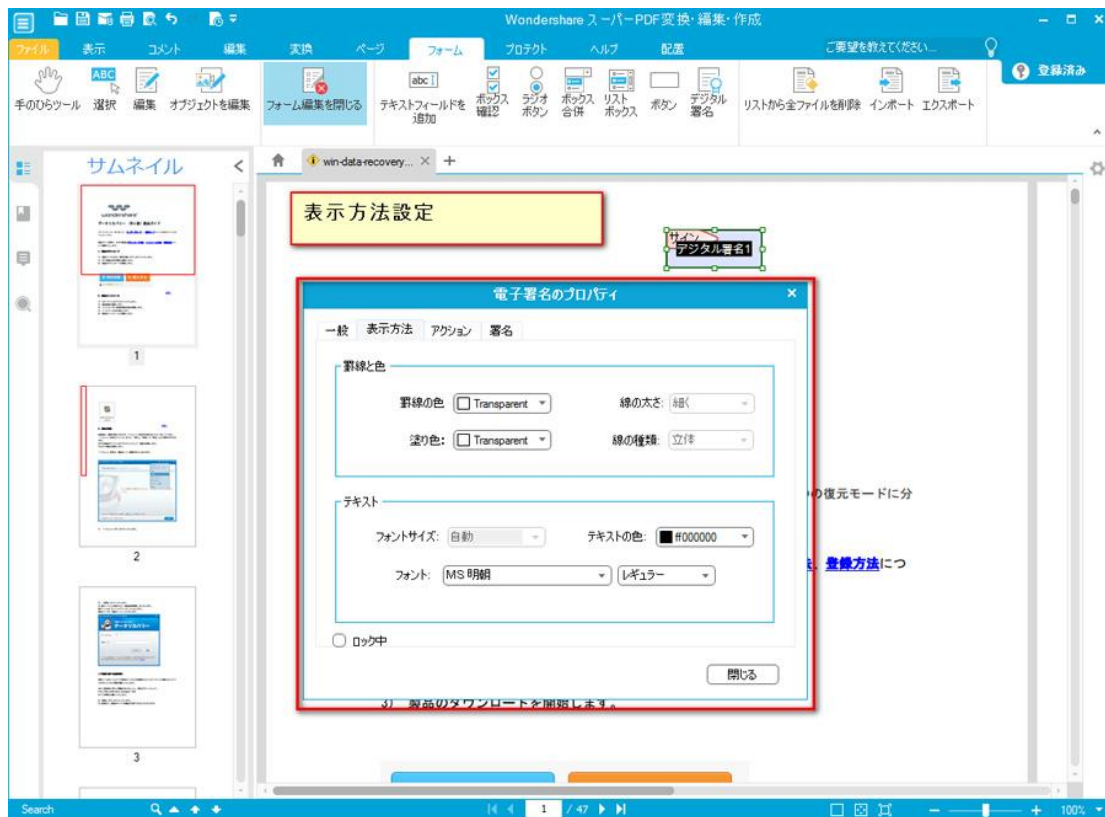 Wondershare スーパーPDF変換・編集・作成
ファイル 表示 コメント 編集 変換 ページ フォーム プロテクト ヘルプ 配置 ご要望を教えてください...
登録済み
手のひらツール 選択 編集 オブジェクトを編集 フォーム編集を閉じる テキストフィールドを追加 ボックス確認 ラジオボタン ボックス合併 リストボックス ボタン デジタル署名 リストから全ファイルを削除 インポート エクスポート
ABC
abc
サムネイル
win-data-recovery...
表示方法設定
サイン
デジタル署名1
電子署名のプロパティ
一般 表示方法 アクション 署名
罫線と色
罫線の色 Transparent 線の太さ: 細く
塗り色: Transparent 線の種類: 立体
テキスト
フォントサイズ: 自動 テキストの色: #000000
フォント: MS 明朝 レギュラー
ロック中
閉じる
の復元モードに分
登録方法につ
3) 製品のダウンロードを開始します。
wondershare
1
2
3
Search 1 / 47 100%